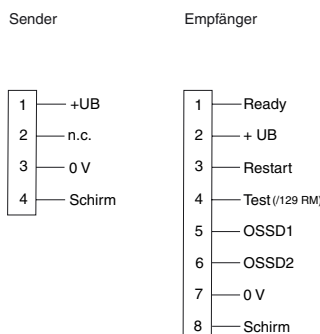 Sender
1 +UB
2 n.c.
3 0 V
4 Schirm
Empfänger
1 Ready
2 + UB
3 Restart
4 Test (/129 RM)
5 OSSD1
6 OSSD2
7 0 V
8 Schirm